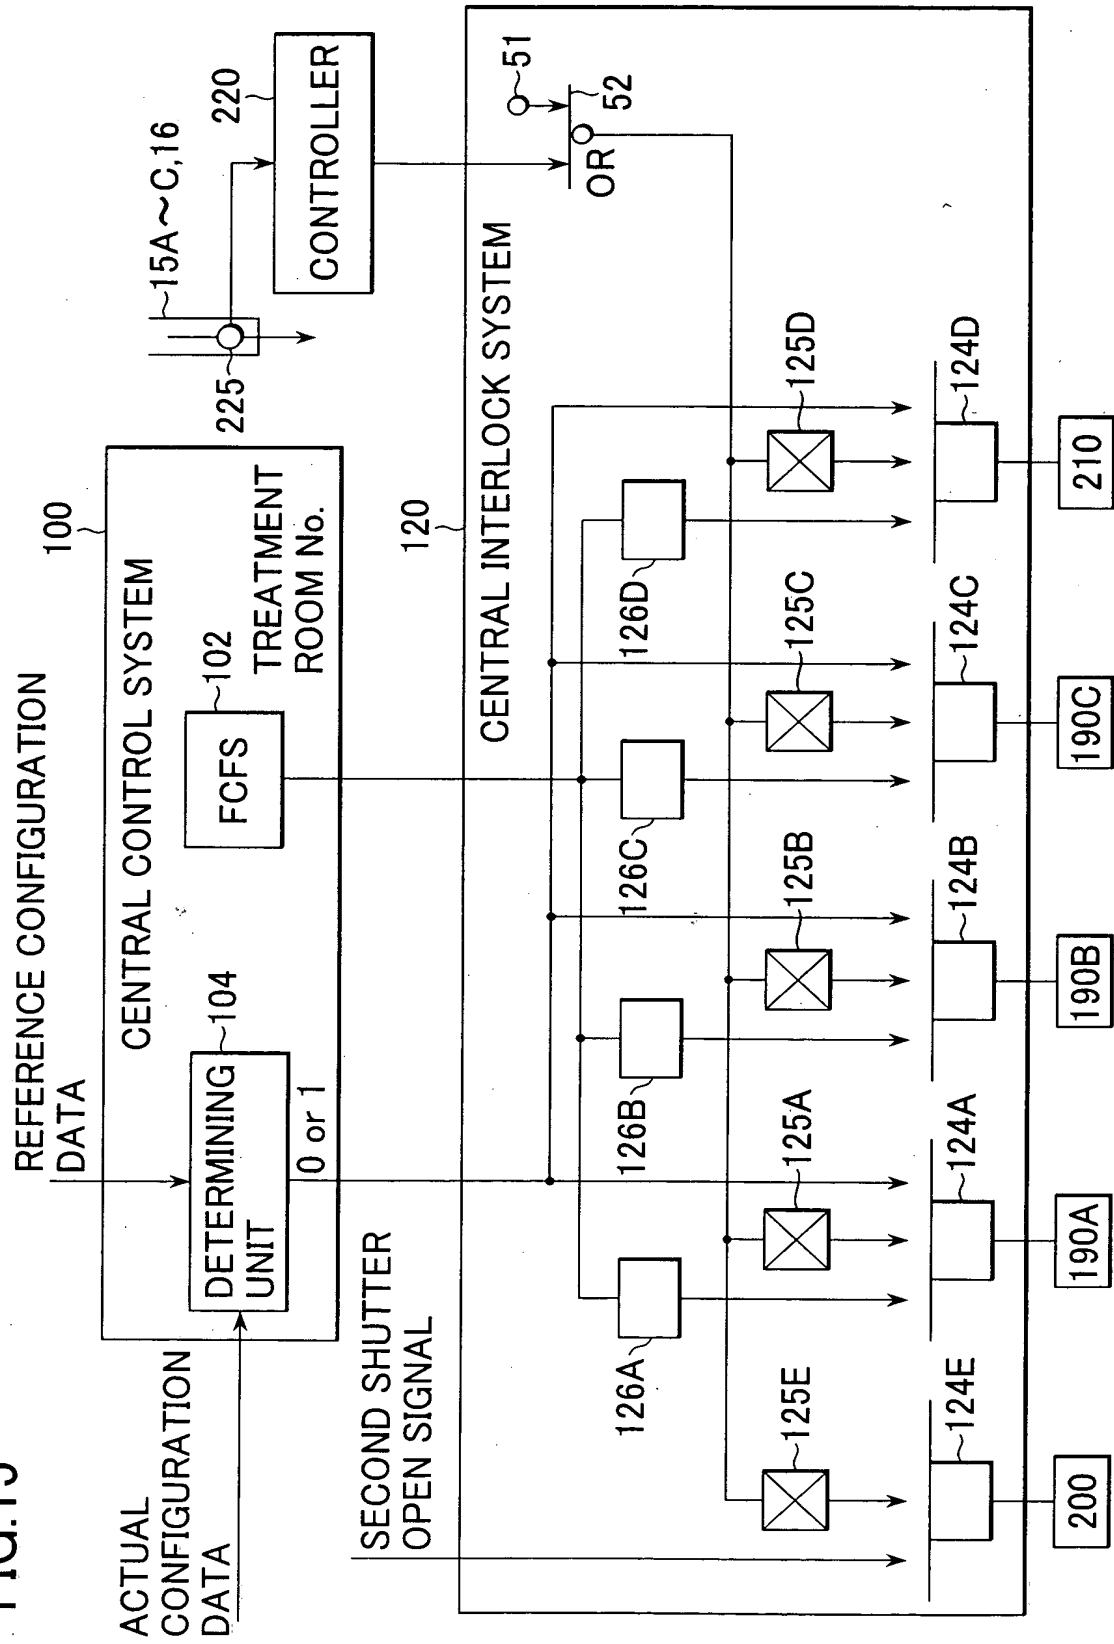 REFERENCE CONFIGURATION
DATA
ACTUAL
CONFIGURATION
DATA
100
CENTRAL CONTROL SYSTEM
104
DETERMINING
UNIT
0 or 1
102
FCFS
TREATMENT
ROOM No.
15A~C,16
225
220
CONTROLLER
SECOND SHUTTER
OPEN SIGNAL
120
CENTRAL INTERLOCK SYSTEM
51
52
OR
126A
126B
126C
126D
125E
125A
125B
125C
125D
124E
124A
124B
124C
124D
200
190A
190B
190C
210